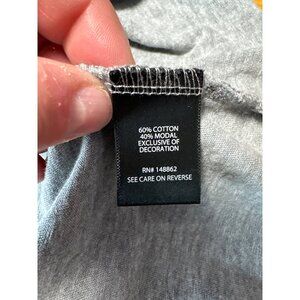 60% COTTON
40% MODAL
EXCLUSIVE OF
DECORATION
RN# 148862
SEE CARE ON REVERSE